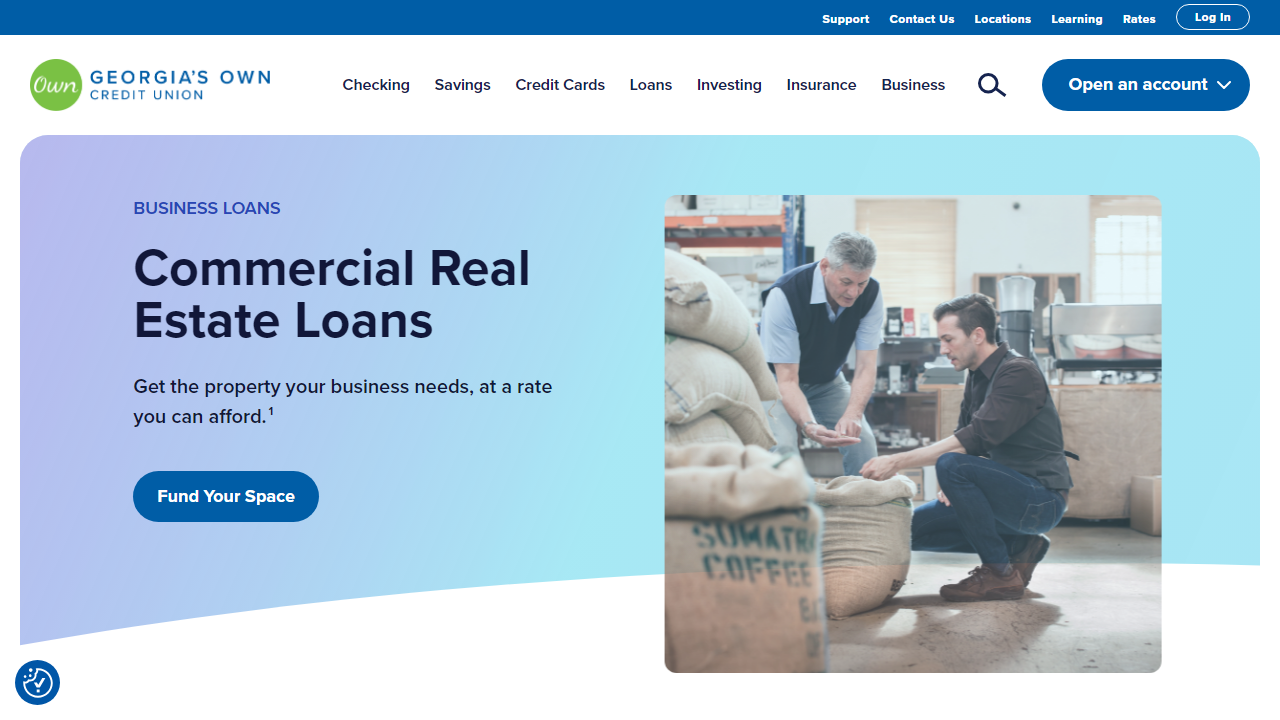 Support Contact Us Locations Learning Rates Log In
Own GEORGIA'S OWN
CREDIT UNION
Checking Savings Credit Cards Loans Investing Insurance Business Open an account
BUSINESS LOANS
Commercial Real
Estate Loans
Get the property your business needs, at a rate
you can afford.¹
Fund Your Space
SUMATRA
COFFEE